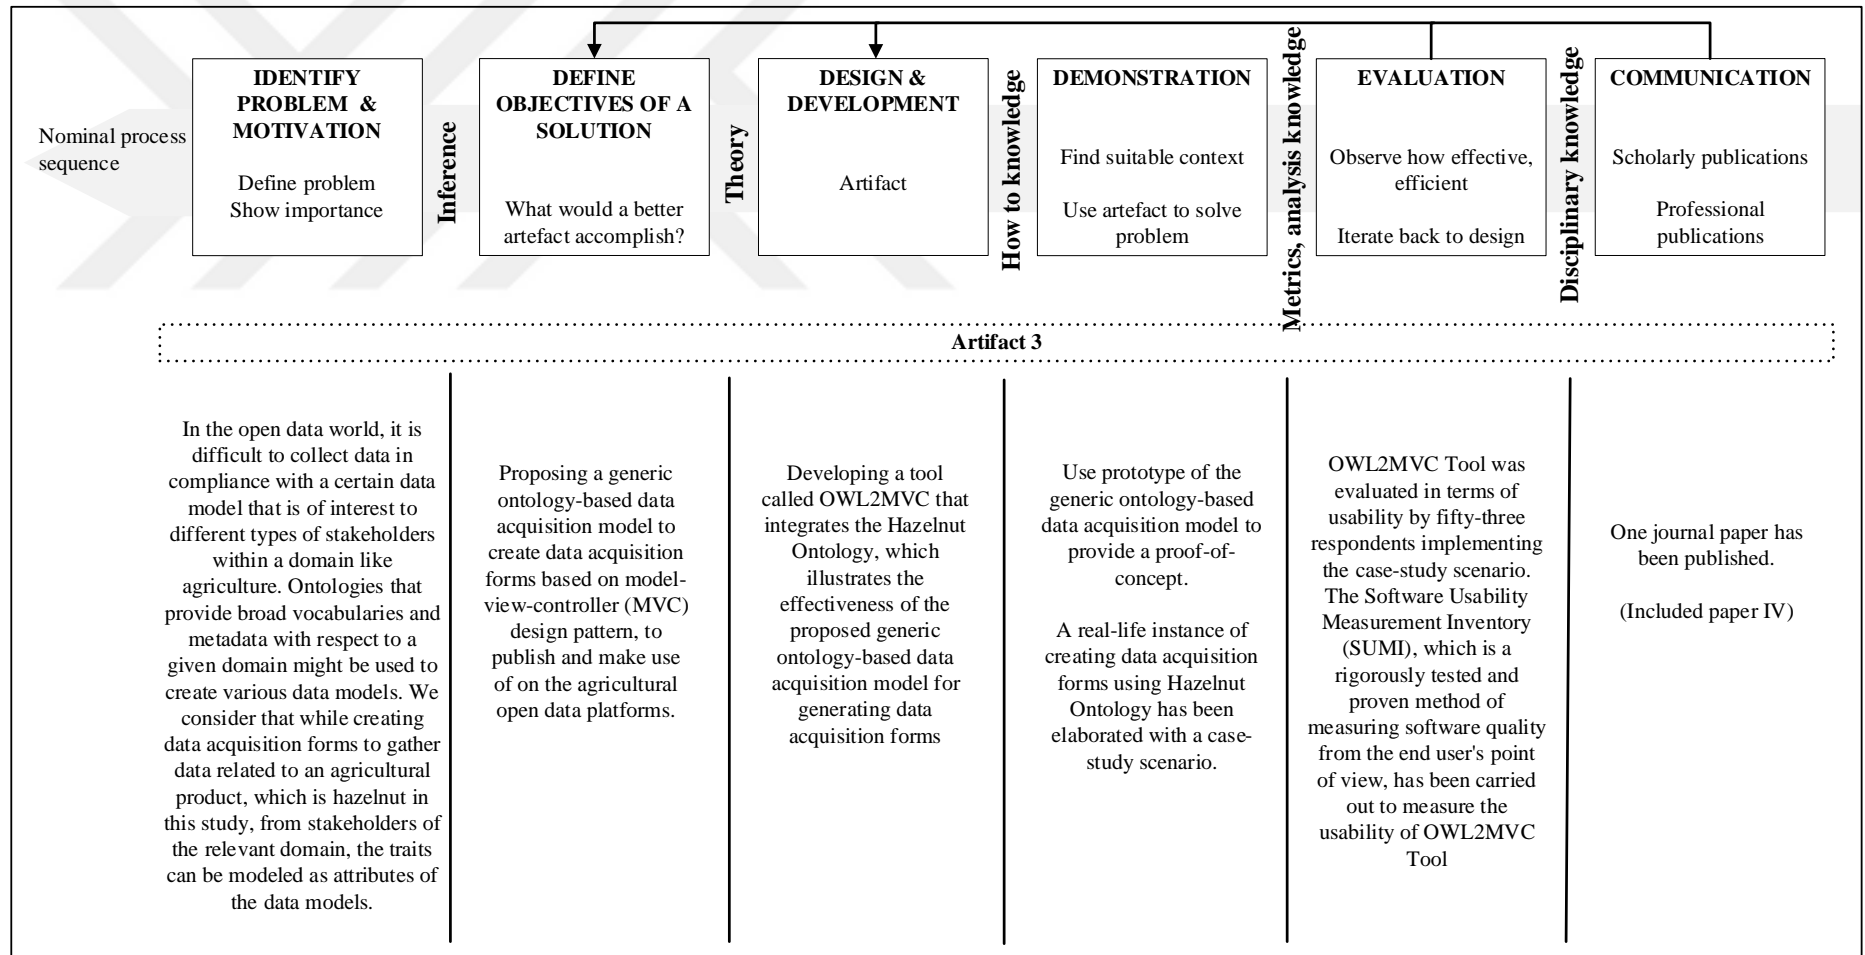 Nominal process
sequence
IDENTIFY
PROBLEM &
MOTIVATION
Define problem
Show importance
Inference
DEFINE
OBJECTIVES OF A
SOLUTION
What would a better
artefact accomplish?
Theory
DESIGN &
DEVELOPMENT
Artifact
How to knowledge
DEMONSTRATION
Find suitable context
Use artefact to solve
problem
Metrics, analysis knowledge
EVALUATION
Observe how effective,
efficient
Iterate back to design
Disciplinary knowledge
COMMUNICATION
Scholarly publications
Professional
publications
Artifact 3
In the open data world, it is
difficult to collect data in
compliance with a certain data
model that is of interest to
different types of stakeholders
within a domain like
agriculture. Ontologies that
provide broad vocabularies and
metadata with respect to a
given domain might be used to
create various data models. We
consider that while creating
data acquisition forms to gather
data related to an agricultural
product, which is hazelnut in
this study, from stakeholders of
the relevant domain, the traits
can be modeled as attributes of
the data models.
Proposing a generic
ontology-based data
acquisition model to
create data acquisition
forms based on model-
view-controller (MVC)
design pattern, to
publish and make use
of on the agricultural
open data platforms.
Developing a tool
called OWL2MVC that
integrates the Hazelnut
Ontology, which
illustrates the
effectiveness of the
proposed generic
ontology-based data
acquisition model for
generating data
acquisition forms
Use prototype of the
generic ontology-based
data acquisition model to
provide a proof-of-
concept.
A real-life instance of
creating data acquisition
forms using Hazelnut
Ontology has been
elaborated with a case-
study scenario.
OWL2MVC Tool was
evaluated in terms of
usability by fifty-three
respondents implementing
the case-study scenario.
The Software Usability
Measurement Inventory
(SUMI), which is a
rigorously tested and
proven method of
measuring software quality
from the end user's point
of view, has been carried
out to measure the
usability of OWL2MVC
Tool
One journal paper has
been published.
(Included paper IV)